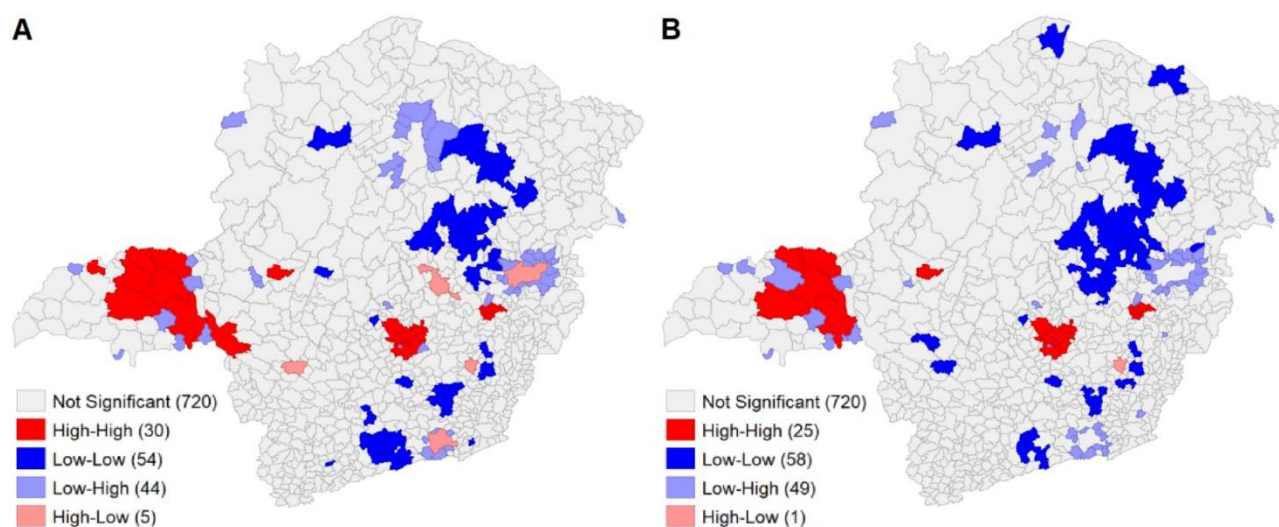 A
B
Not Significant (720)
High-High (30)
Low-Low (54)
Low-High (44)
High-Low (5)
Not Significant (720)
High-High (25)
Low-Low (58)
Low-High (49)
High-Low (1)